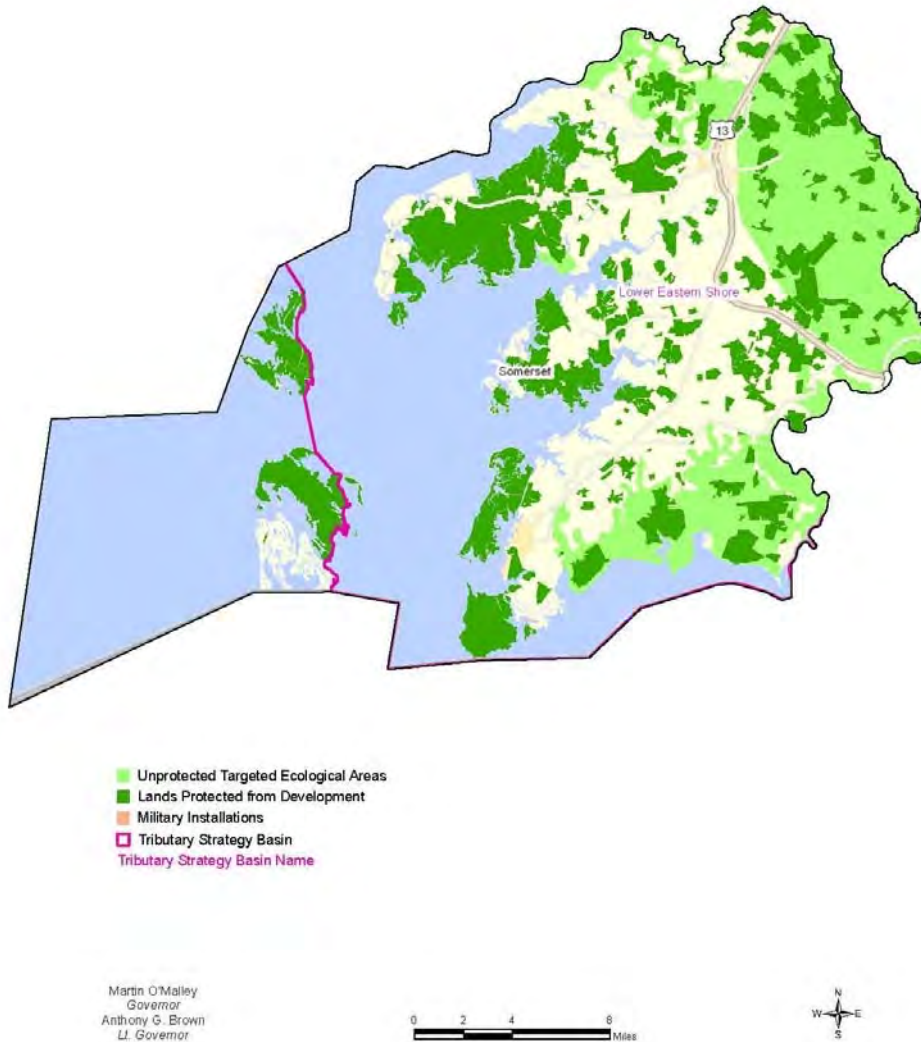 13
Lower Eastern Shore
Somerset
Unprotected Targeted Ecological Areas
Lands Protected from Development
Military Installations
Tributary Strategy Basin
Tributary Strategy Basin Name
Martin O'Malley
Governor
Anthony G. Brown
Lt. Governor
0 2 4 8
Miles
N
W E
S